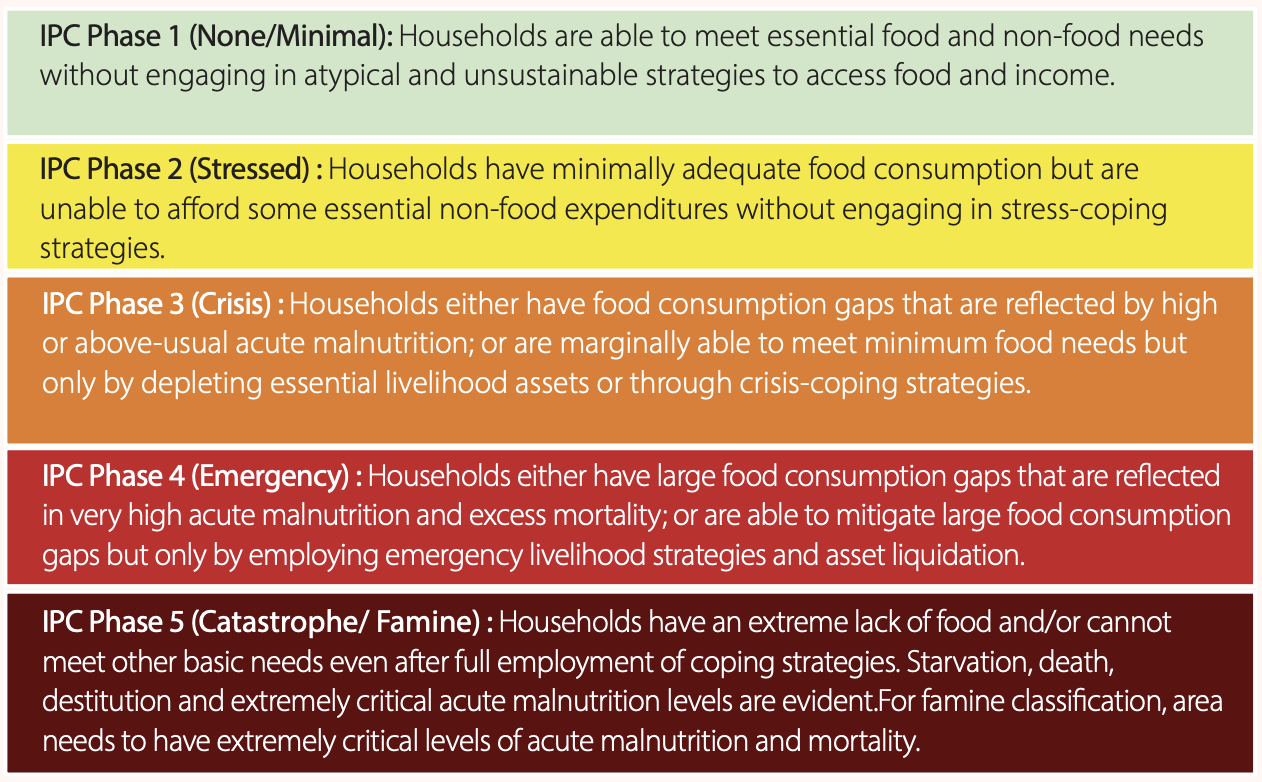 IPC Phase 1 (None/Minimal): Households are able to meet essential food and non-food needs
without engaging in atypical and unsustainable strategies to access food and income.
IPC Phase 2 (Stressed) : Households have minimally adequate food consumption but are
unable to afford some essential non-food expenditures without engaging in stress-coping
strategies.
IPC Phase 3 (Crisis) : Households either have food consumption gaps that are reflected by high
or above-usual acute malnutrition; or are marginally able to meet minimum food needs but
only by depleting essential livelihood assets or through crisis-coping strategies.
IPC Phase 4 (Emergency) : Households either have large food consumption gaps that are reflected
in very high acute malnutrition and excess mortality; or are able to mitigate large food consumption
gaps but only by employing emergency livelihood strategies and asset liquidation.
IPC Phase 5 (Catastrophe/ Famine) : Households have an extreme lack of food and/or cannot
meet other basic needs even after full employment of coping strategies. Starvation, death,
destitution and extremely critical acute malnutrition levels are evident.For famine classification, area
needs to have extremely critical levels of acute malnutrition and mortality.